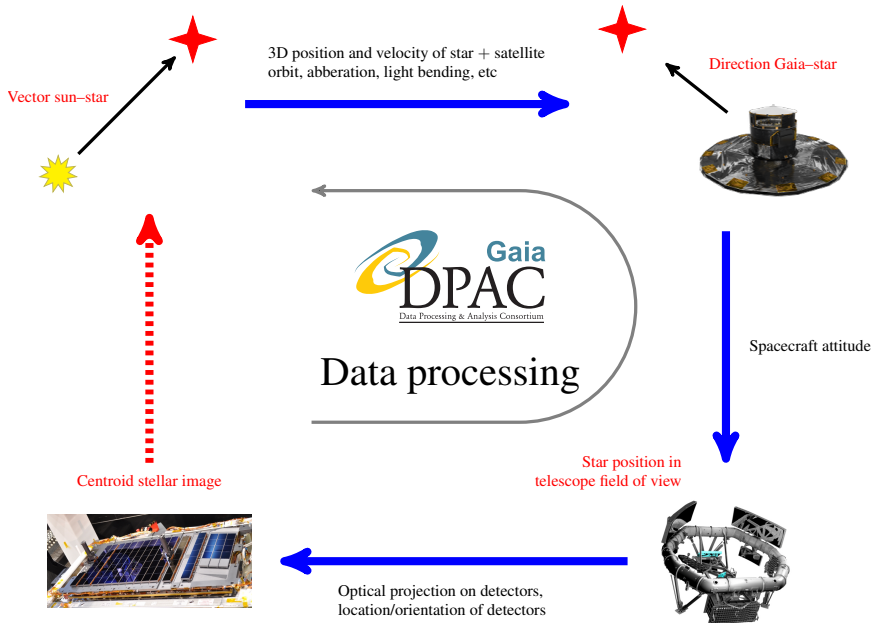 3D position and velocity of star + satellite
orbit, abberation, light bending, etc
Vector sun–star
Direction Gaia–star
Gaia
DPAC
Data Processing & Analysis Consortium
Data processing
Spacecraft attitude
Star position in
telescope field of view
Centroid stellar image
Optical projection on detectors,
location/orientation of detectors